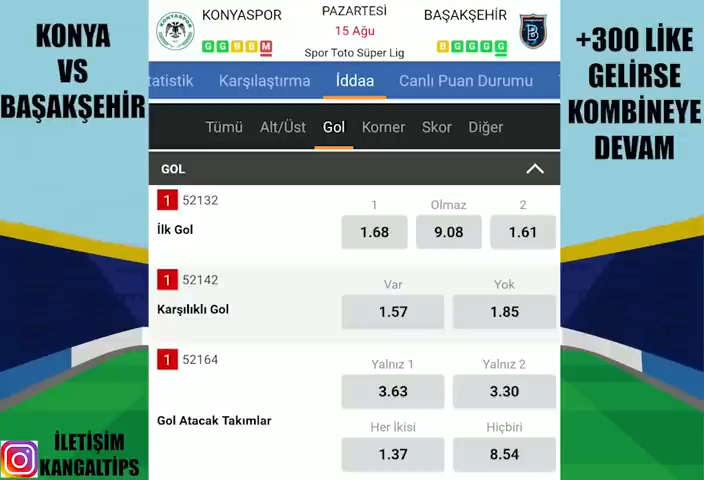 KONYA
VS
BAŞAKŞEHİR
KONYASPOR
G G B B M
PAZARTESİ
15 Ağu
Spor Toto Süper Lig
BAŞAKŞEHİR
B G G G G
+300 LİKE
GELİRSE
KOMBİNEYE
DEVAM
tatistik Karşılaştırma İddaa Canlı Puan Durumu
Tümü Alt/Üst Gol Korner Skor Diğer
GOL
1 52132
İlk Gol
1 Olmaz 2
1.68 9.08 1.61
1 52142
Karşılıklı Gol
Var Yok
1.57 1.85
1 52164
Gol Atacak Takımlar
Yalnız 1 Yalnız 2
3.63 3.30
Her İkisi Hiçbiri
1.37 8.54
İLETİŞİM
KANGALTİPS